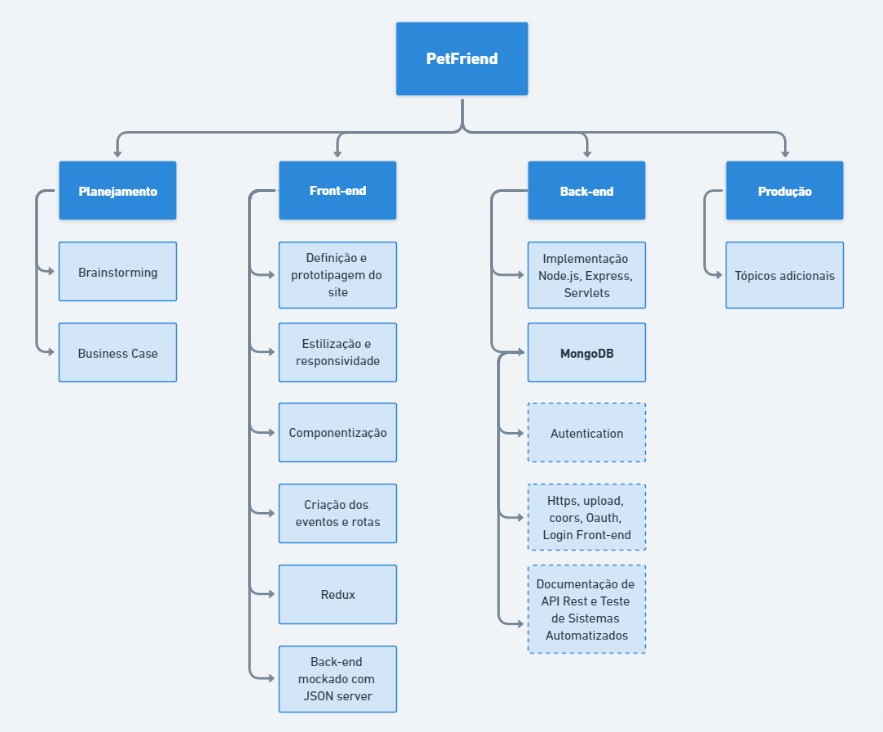 PetFriend
Planejamento
Brainstorming
Business Case
Front-end
Definição e
prototipagem do
site
Estilização e
responsividade
Componentização
Criação dos
eventos e rotas
Redux
Back-end
mockado com
JSON server
Back-end
Implementação
Node.js, Express,
Servlets
MongoDB
Autentication
Https, upload,
coors, Oauth,
Login Front-end
Documentação de
API Rest e Teste
de Sistemas
Automatizados
Produção
Tópicos adicionais